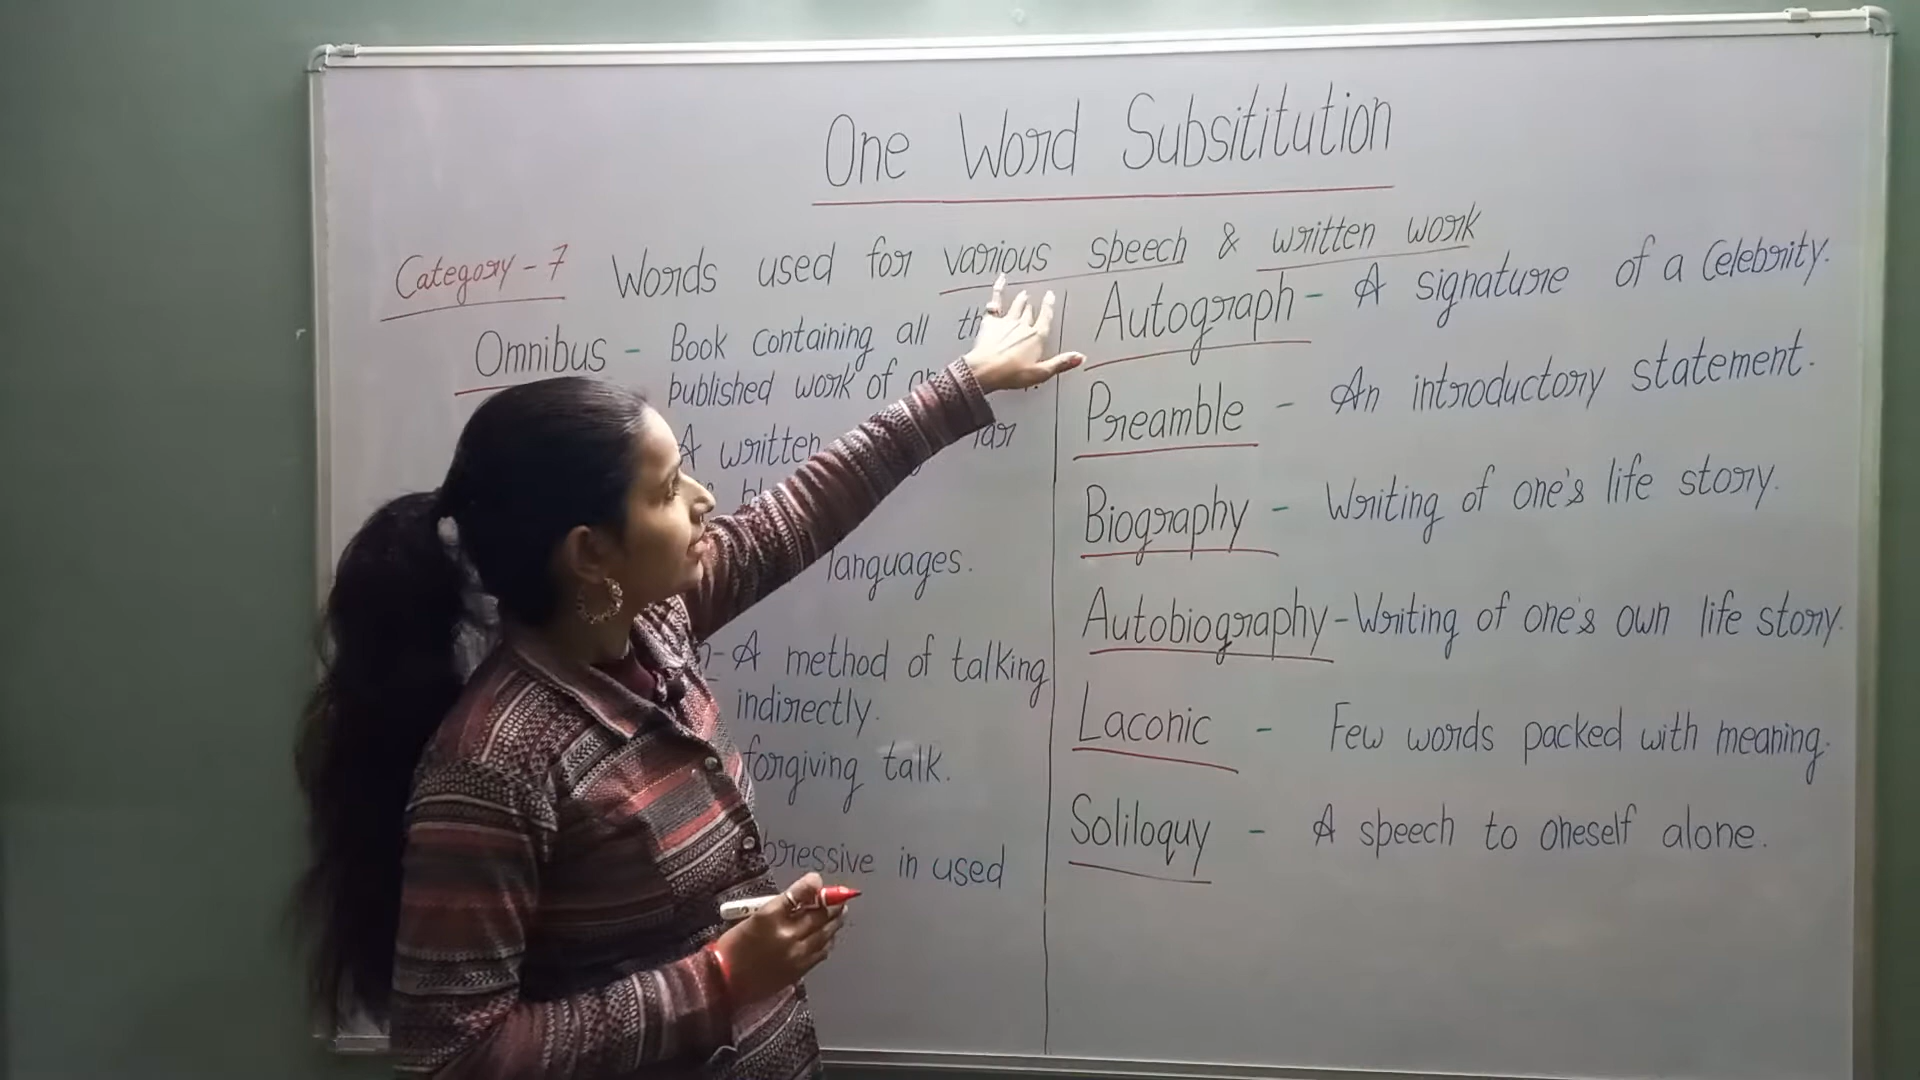 One Word Subsititution
Category - 7 Words used for various speech & written work
Omnibus - Book containing all
published work of
A written
languages.
- A method of talking
indirectly.
forgiving talk.
in used
Autograph - A signature of a Celebrity.
Preamble - An introductory statement.
Biography - Writing of one's life story.
Autobiography - Writing of one's own life story.
Laconic - Few words packed with meaning.
Soliloquy - A speech to oneself alone.